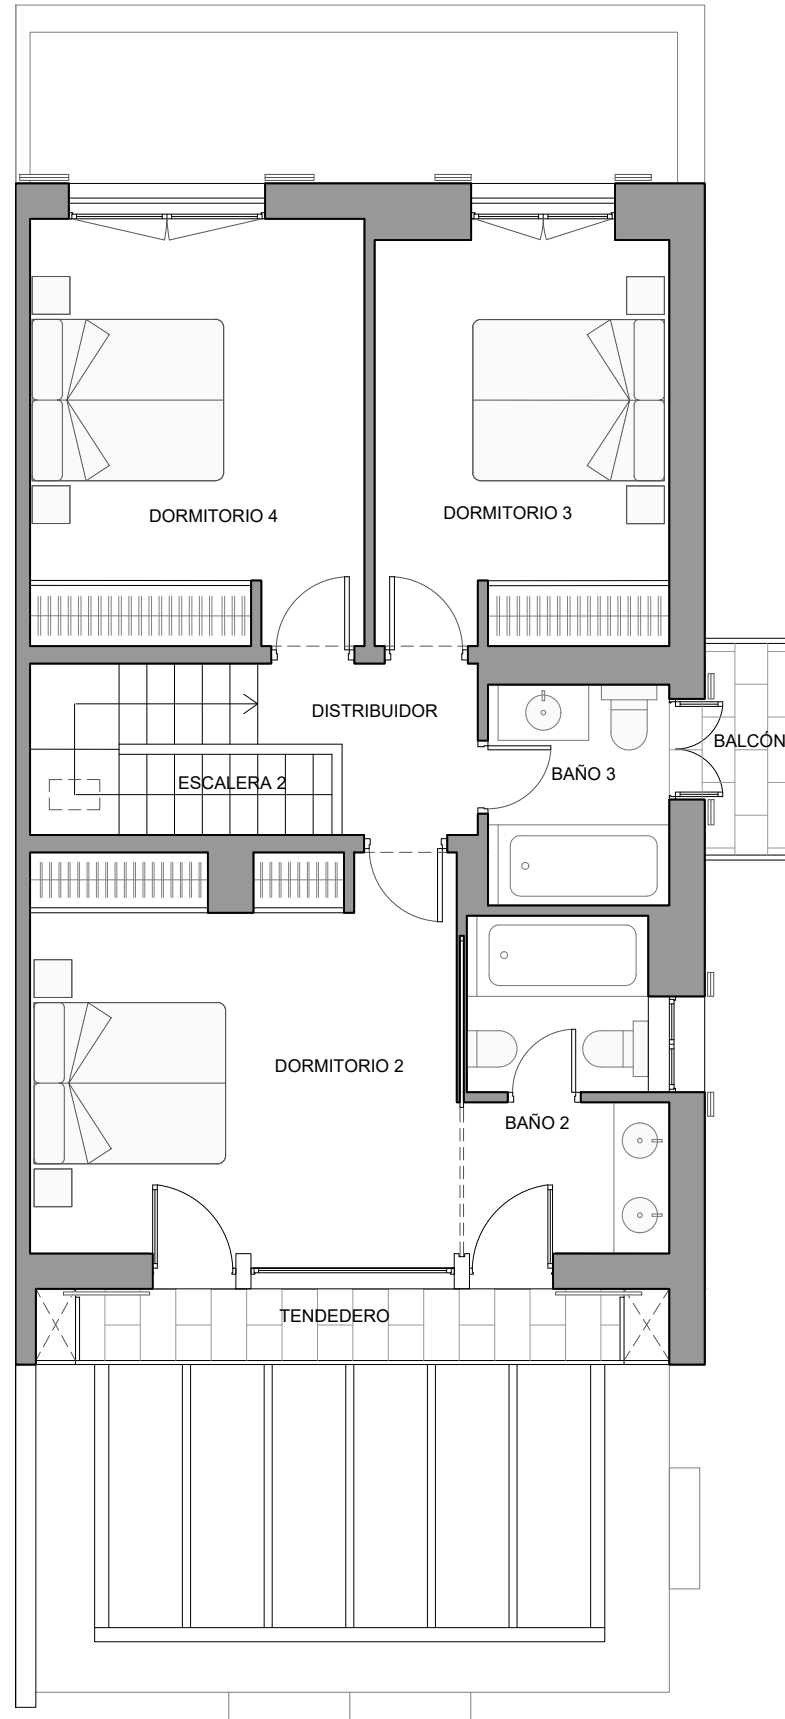 DORMITORIO 4
DORMITORIO 3
DISTRIBUIDOR
BALCÓN
BAÑO 3
ESCALERA 2
DORMITORIO 2
BAÑO 2
TENDEDERO